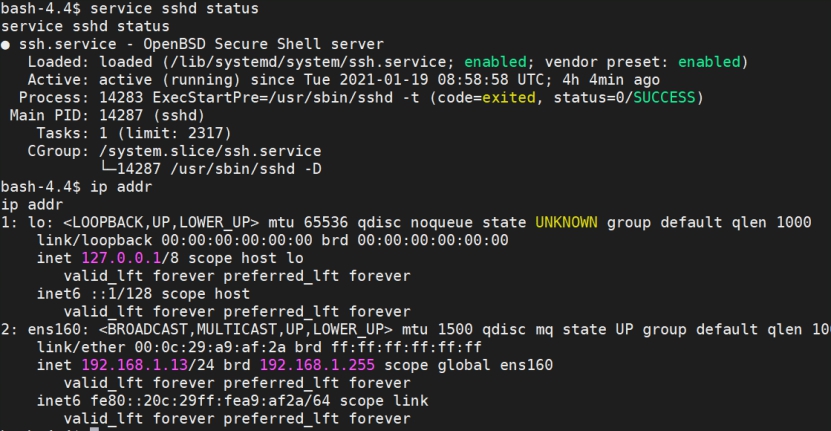 bash-4.4$ service sshd status
service sshd status
● ssh.service - OpenBSD Secure Shell server
   Loaded: loaded (/lib/systemd/system/ssh.service; enabled; vendor preset: enabled)
   Active: active (running) since Tue 2021-01-19 08:58:58 UTC; 4h 4min ago
  Process: 14283 ExecStartPre=/usr/sbin/sshd -t (code=exited, status=0/SUCCESS)
 Main PID: 14287 (sshd)
    Tasks: 1 (limit: 2317)
   CGroup: /system.slice/ssh.service
           └─14287 /usr/sbin/sshd -D
bash-4.4$ ip addr
ip addr
1: lo: <LOOPBACK,UP,LOWER_UP> mtu 65536 qdisc noqueue state UNKNOWN group default qlen 1000
    link/loopback 00:00:00:00:00:00 brd 00:00:00:00:00:00
    inet 127.0.0.1/8 scope host lo
       valid_lft forever preferred_lft forever
    inet6 ::1/128 scope host
       valid_lft forever preferred_lft forever
2: ens160: <BROADCAST,MULTICAST,UP,LOWER_UP> mtu 1500 qdisc mq state UP group default qlen
    link/ether 00:0c:29:a9:af:2a brd ff:ff:ff:ff:ff:ff
    inet 192.168.1.13/24 brd 192.168.1.255 scope global ens160
       valid_lft forever preferred_lft forever
    inet6 fe80::20c:29ff:fea9:af2a/64 scope link
       valid_lft forever preferred_lft forever